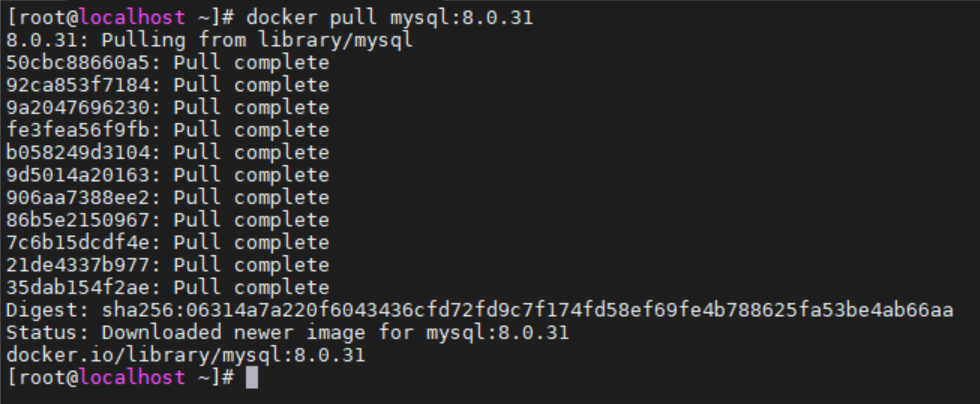 [root@localhost ~]# docker pull mysql:8.0.31
8.0.31: Pulling from library/mysql
50cbc88660a5: Pull complete
92ca853f7184: Pull complete
9a2047696230: Pull complete
fe3fea56f9fb: Pull complete
b058249d3104: Pull complete
9d5014a20163: Pull complete
906aa7388ee2: Pull complete
86b5e2150967: Pull complete
7c6b15dcdf4e: Pull complete
21de4337b977: Pull complete
35dab154f2ae: Pull complete
Digest: sha256:06314a7a220f6043436cfd72fd9c7f174fd58ef69fe4b788625fa53be4ab66aa
Status: Downloaded newer image for mysql:8.0.31
docker.io/library/mysql:8.0.31
[root@localhost ~]#